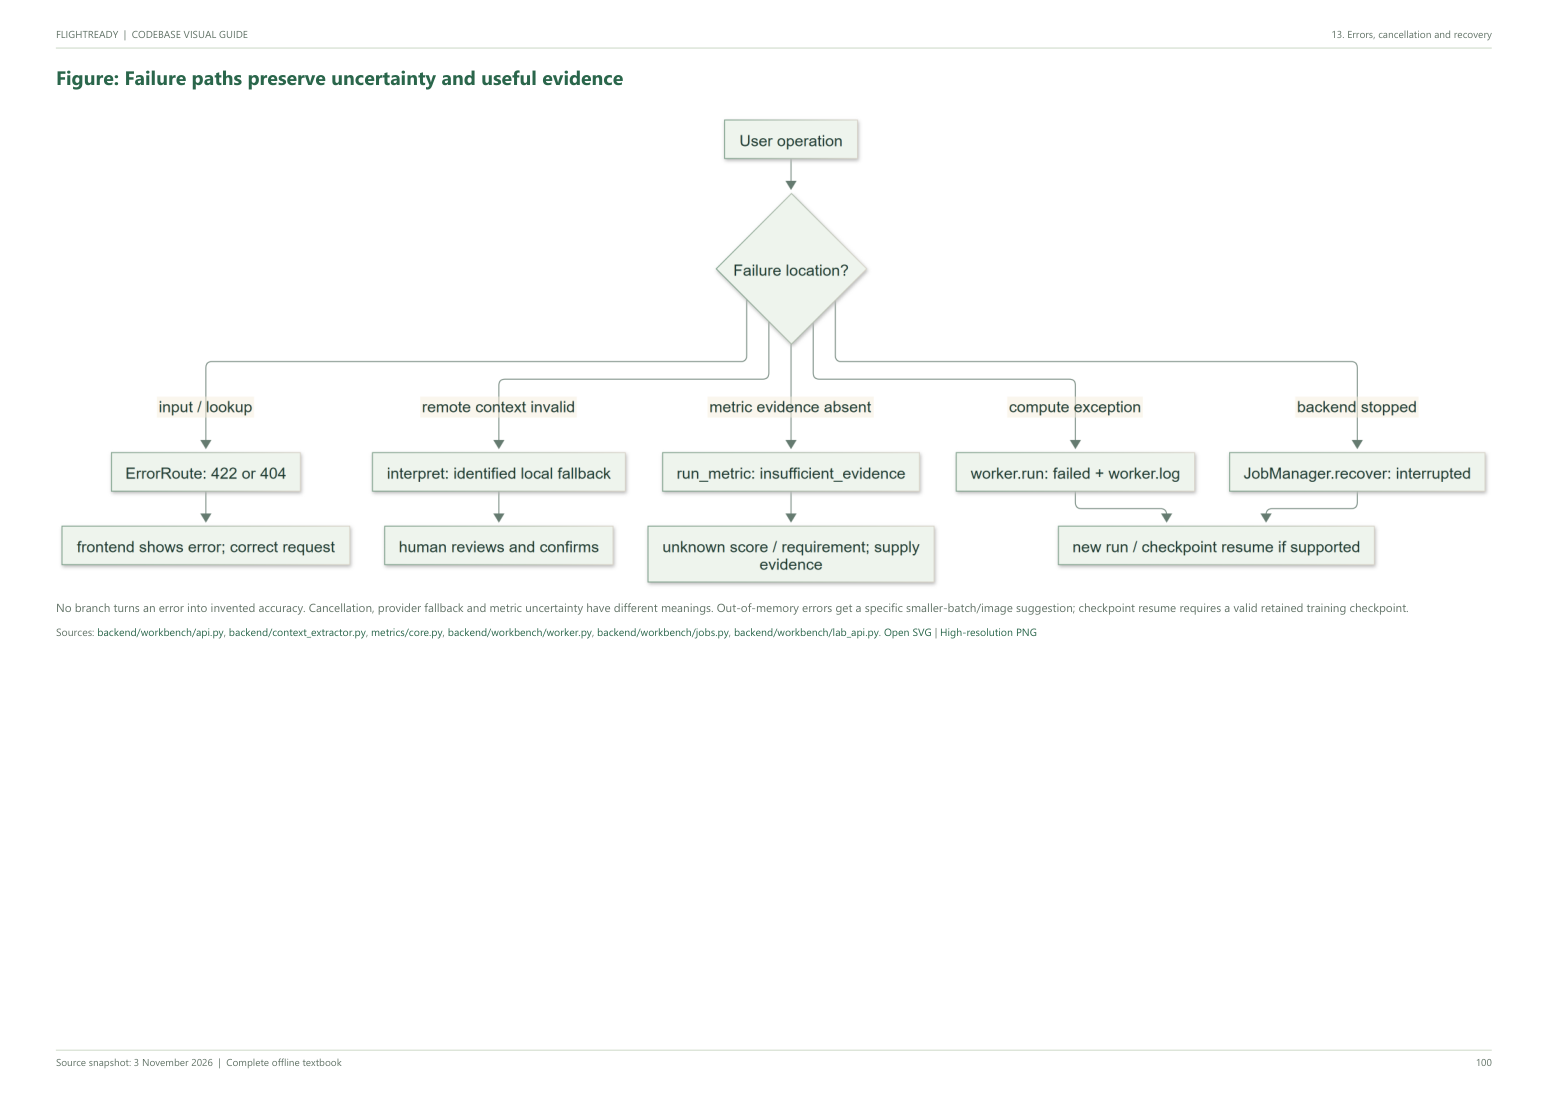 FLIGHTREADY | CODEBASE VISUAL GUIDE
13. Errors, cancellation and recovery
Figure: Failure paths preserve uncertainty and useful evidence
User operation
Failure location?
input / lookup
remote context invalid
metric evidence absent
compute exception
backend stopped
ErrorRoute: 422 or 404
interpret: identified local fallback
run_metric: insufficient_evidence
worker.run: failed + worker.log
JobManager.recover: interrupted
frontend shows error; correct request
human reviews and confirms
unknown score / requirement; supply
evidence
new run / checkpoint resume if supported
No branch turns an error into invented accuracy. Cancellation, provider fallback and metric uncertainty have different meanings. Out-of-memory errors get a specific smaller-batch/image suggestion; checkpoint resume requires a valid retained training checkpoint.
Sources: backend/workbench/api.py, backend/context_extractor.py, metrics/core.py, backend/workbench/worker.py, backend/workbench/jobs.py, backend/workbench/lab_api.py. Open SVG | High-resolution PNG
Source snapshot: 3 November 2026 | Complete offline textbook
100